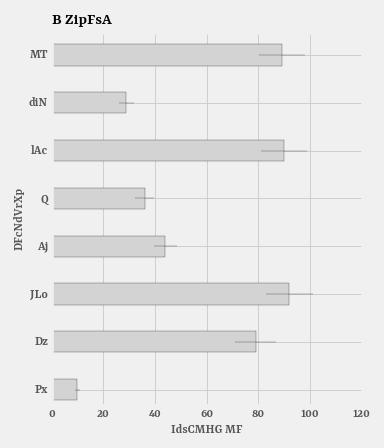 B ZipFsA
MT
diN
lAc
Q
Aj
JLo
Dz
Px
DFcNdVrXp
0 20 40 60 80 100 120
IdsCMHG MF